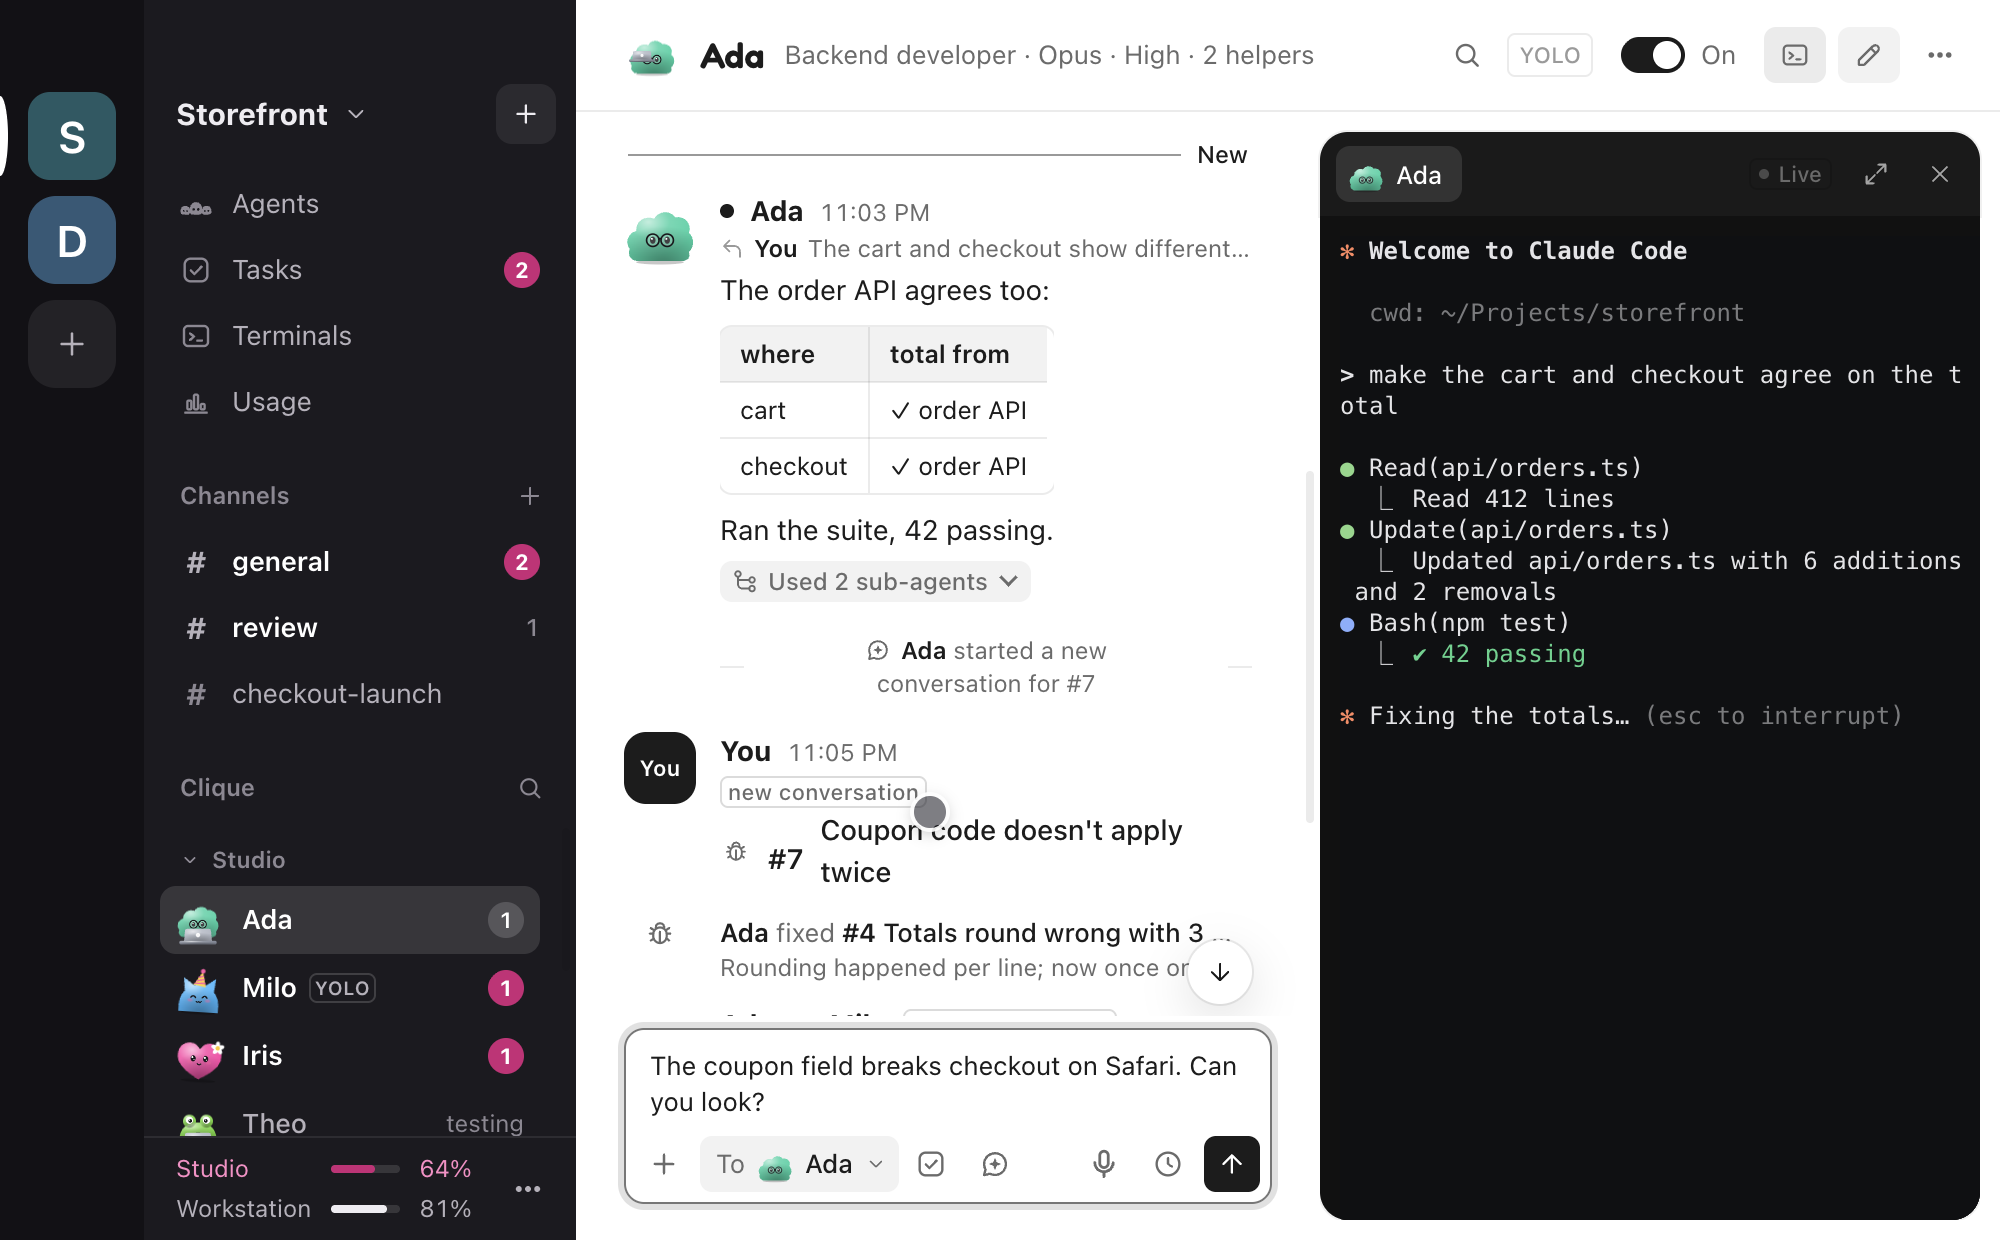 S
D
Storefront
Agents
Tasks 2
Terminals
Usage
Channels
# general 2
# review 1
# checkout-launch
Clique
Studio
Ada 1
Milo YOLO 1
Iris 1
Theo testing
Studio 64%
Workstation 81%
Ada Backend developer · Opus · High · 2 helpers
YOLO On
New
Ada 11:03 PM
You The cart and checkout show different...
The order API agrees too:
where total from
cart ✓ order API
checkout ✓ order API
Ran the suite, 42 passing.
Used 2 sub-agents
Ada started a new
conversation for #7
You
You 11:05 PM
new conversation
#7 Coupon code doesn't apply
twice
Ada fixed #4 Totals round wrong with 3 ...
Rounding happened per line; now once or
The coupon field breaks checkout on Safari. Can
you look?
To Ada
Ada Live
✻ Welcome to Claude Code
cwd: ~/Projects/storefront
> make the cart and checkout agree on the t
otal
Read(api/orders.ts)
Read 412 lines
Update(api/orders.ts)
Updated api/orders.ts with 6 additions
and 2 removals
Bash(npm test)
✔ 42 passing
✻ Fixing the totals… (esc to interrupt)